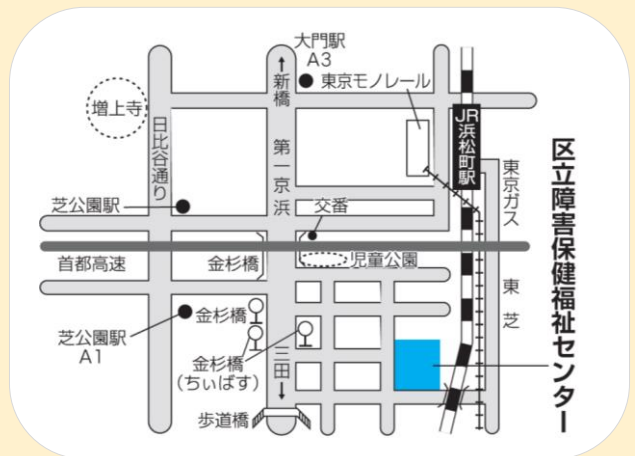 大門駅
A3
↑
新橋
東京モノレール
増上寺
日比谷通り
第一京浜
JR浜松町駅
東京ガス
区立障害保健福祉センター
芝公園駅
交番
首都高速
金杉橋
児童公園
東芝
金杉橋
芝公園駅
A1
金杉橋
(ちぃばす)
三田
↓
歩道橋